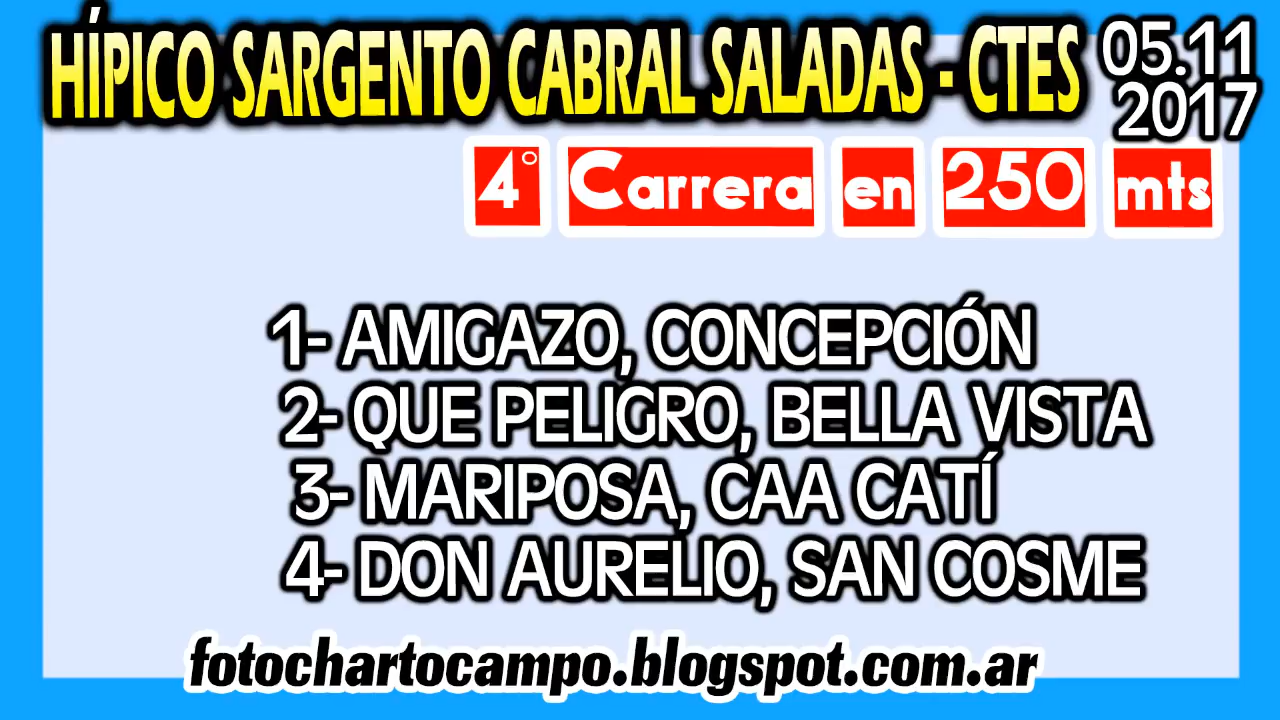 HÍPICO SARGENTO CABRAL SALADAS - CTES
05.11
2017
4° Carrera en 250 mts
1- AMIGAZO, CONCEPCIÓN
2- QUE PELIGRO, BELLA VISTA
3- MARIPOSA, CAA CATÍ
4- DON AURELIO, SAN COSME
fotochartocampo.blogspot.com.ar